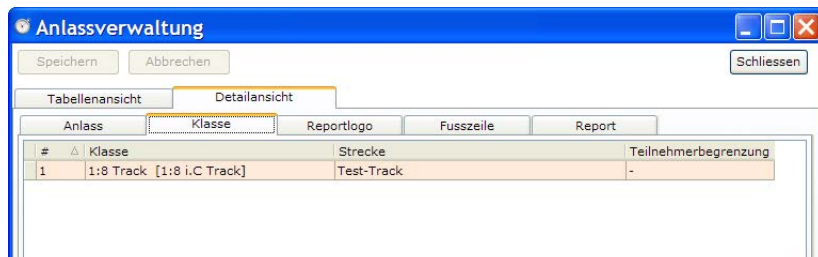 Anlassverwaltung
Speichern Abbrechen Schliessen
Tabellenansicht Detailansicht
Anlass Klasse Reportlogo Fusszeile Report
# Klasse Strecke Teilnehmerbegrenzung
1 1:8 Track [1:8 i.C Track] Test-Track -